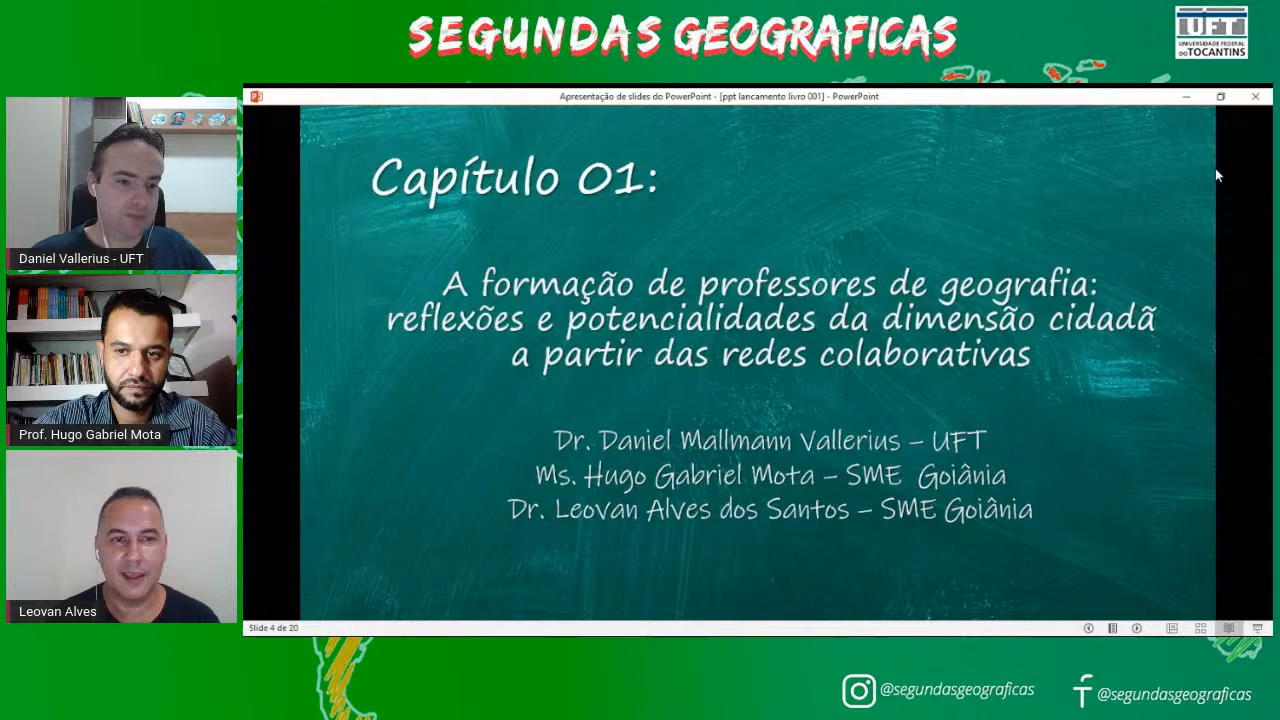 SEGUNDAS GEOGRAFICAS
UFT
UNIVERSIDADE FEDERAL
DO TOCANTINS
Apresentação de slides do PowerPoint - [ppt lancamento livro 001] - PowerPoint
Daniel Vallerius - UFT
Prof. Hugo Gabriel Mota
Leovan Alves
Capítulo 01:
A formação de professores de geografia:
reflexões e potencialidades da dimensão cidadã
a partir das redes colaborativas
Dr. Daniel Mallmann Vallerius – UFT
Ms. Hugo Gabriel Mota – SME Goiânia
Dr. Leovan Alves dos Santos – SME Goiânia
Slide 4 de 20
@segundasgeograficas
@segundasgeograficas